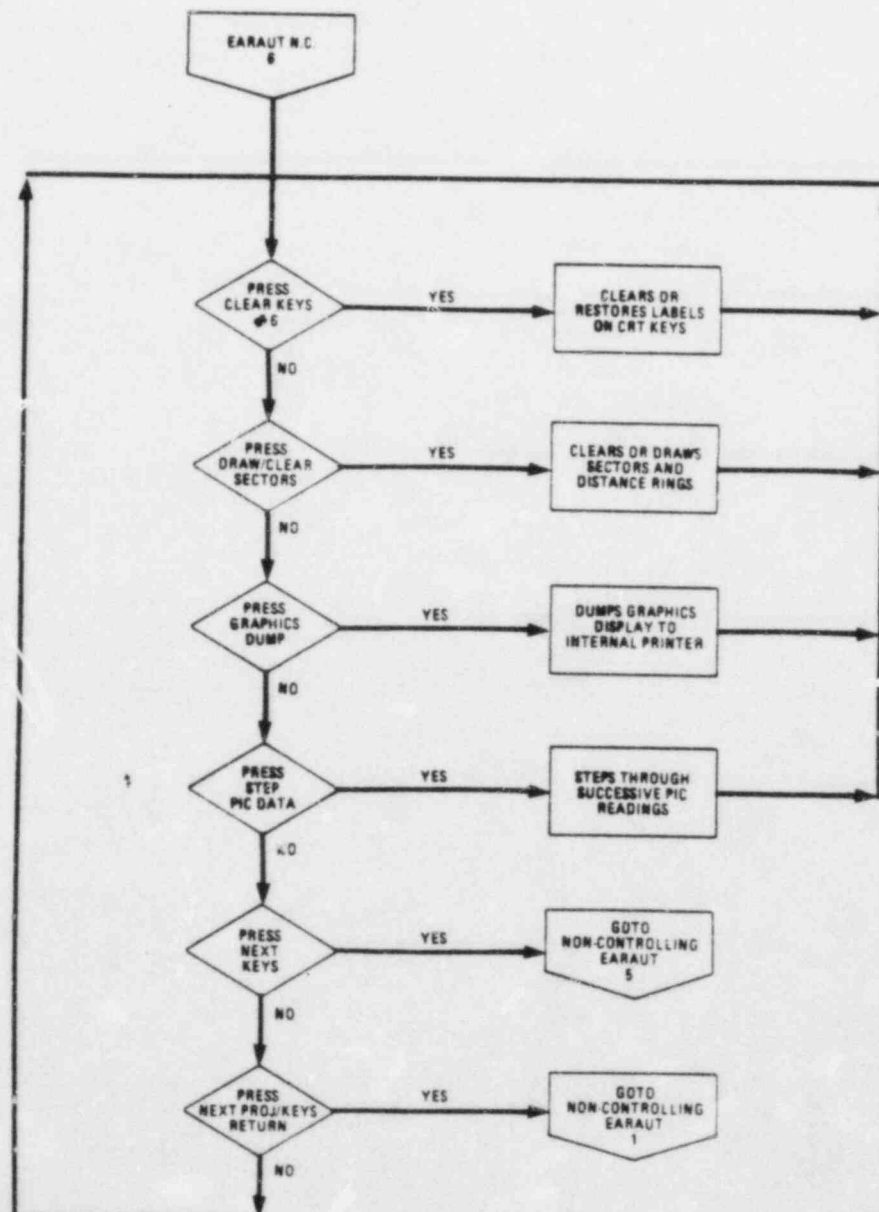 EARAUT N.C.
6
PRESS
CLEAR KEYS
#6
YES
CLEARS OR
RESTORES LABELS
ON CRT KEYS
NO
PRESS
DRAW/CLEAR
SECTORS
YES
CLEARS OR DRAWS
SECTORS AND
DISTANCE RINGS
NO
PRESS
GRAPHICS
DUMP
YES
DUMPS GRAPHICS
DISPLAY TO
INTERNAL PRINTER
NO
PRESS
STEP
PIC DATA
YES
STEPS THROUGH
SUCCESSIVE PIC
READINGS
NO
PRESS
NEXT
KEYS
YES
GOTO
NON-CONTROLLING
EARAUT
5
NO
PRESS
NEXT PROJ/KEYS
RETURN
YES
GOTO
NON-CONTROLLING
EARAUT
1
NO